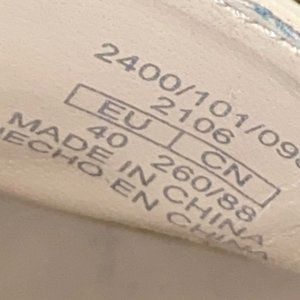 2400/101/09
2106
EU CN
40 260/88
MADE IN CHINA
HECHO EN CHINA